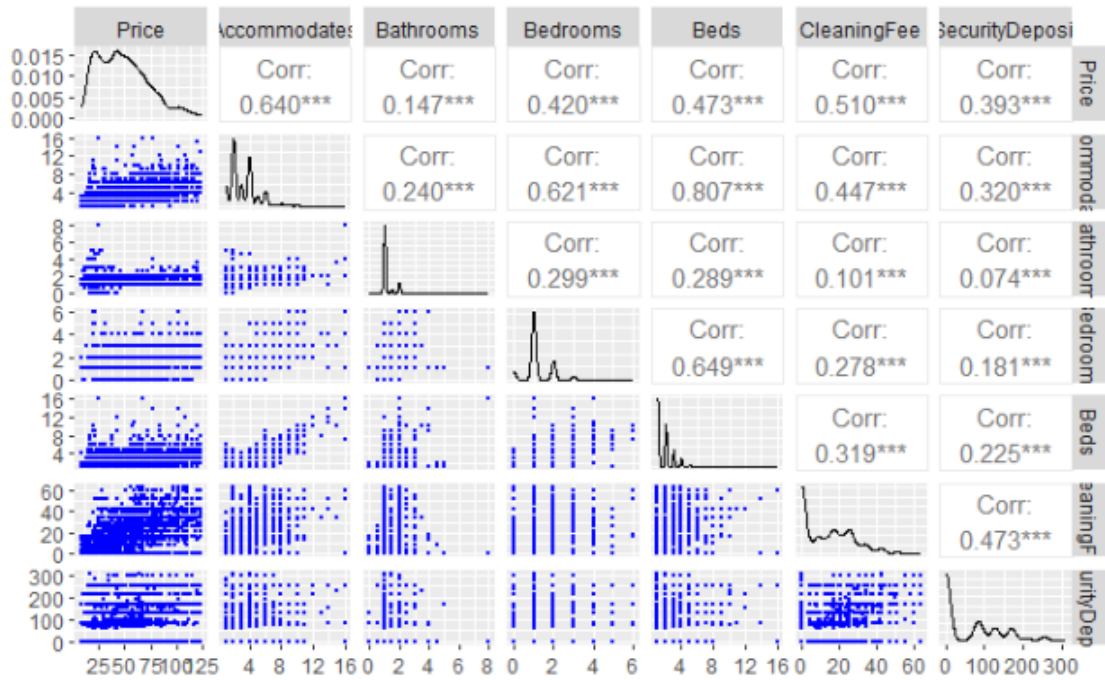 Price Accommodates Bathrooms Bedrooms Beds CleaningFee SecurityDeposi
0.015
0.010
0.005
0.000
Corr: Corr: Corr: Corr: Corr: Corr:
0.640*** 0.147*** 0.420*** 0.473*** 0.510*** 0.393***
Price
16
12
8
4
Corr: Corr: Corr: Corr: Corr:
0.240*** 0.621*** 0.807*** 0.447*** 0.320***
ommoda
8
6
4
2
0
Corr: Corr: Corr: Corr:
0.299*** 0.289*** 0.101*** 0.074***
athroom
6
4
2
0
Corr: Corr: Corr:
0.649*** 0.278*** 0.181***
edroom
16
12
8
4
Corr: Corr:
0.319*** 0.225***
Beds
60
40
20
0
Corr:
0.473***
eaningF
300
200
100
0
urityDep
25 50 75 100 125 4 8 12 16 0 2 4 6 8 0 2 4 6 4 8 12 16 0 20 40 60 0 100 200 300